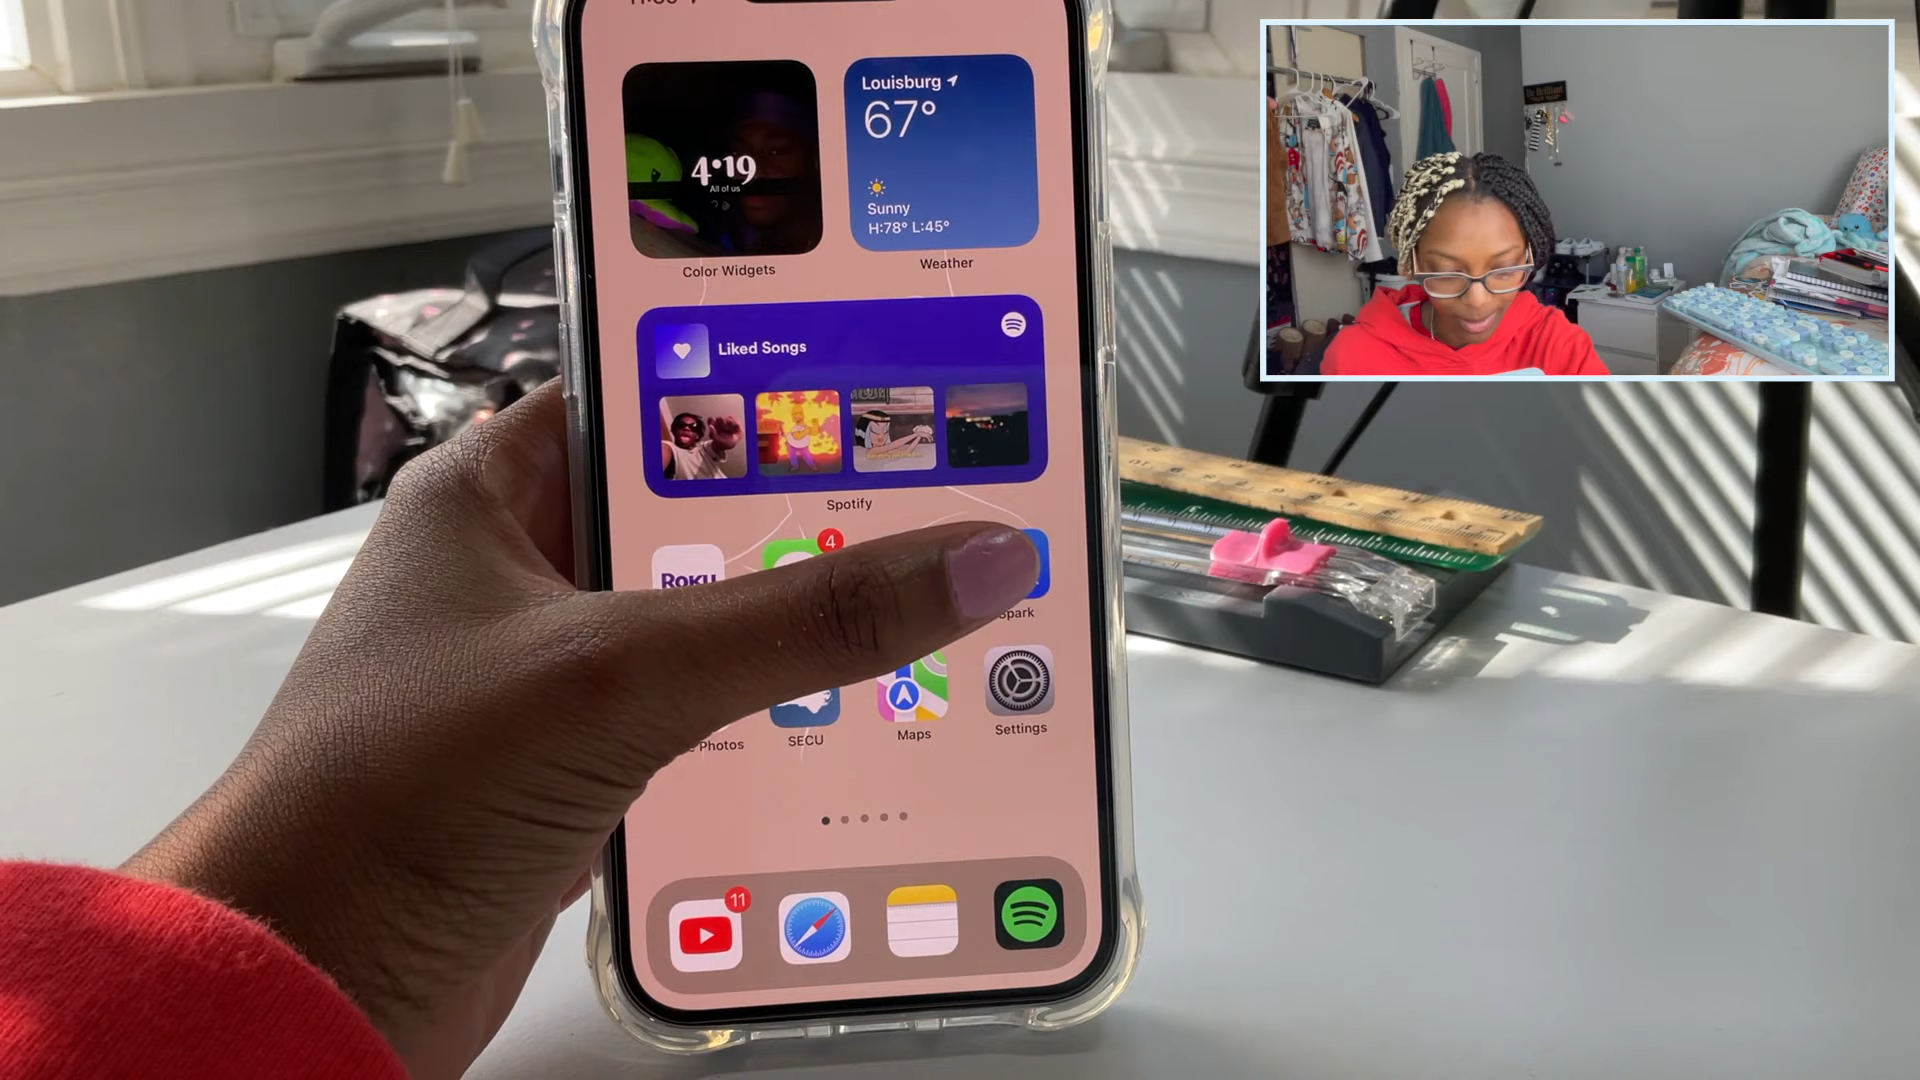 4:19
All of us
Color Widgets
Louisburg
67°
Sunny
H:78° L:45°
Weather
Liked Songs
Spotify
Roku
4
Spark
Photos
SECU
Maps
Settings
11